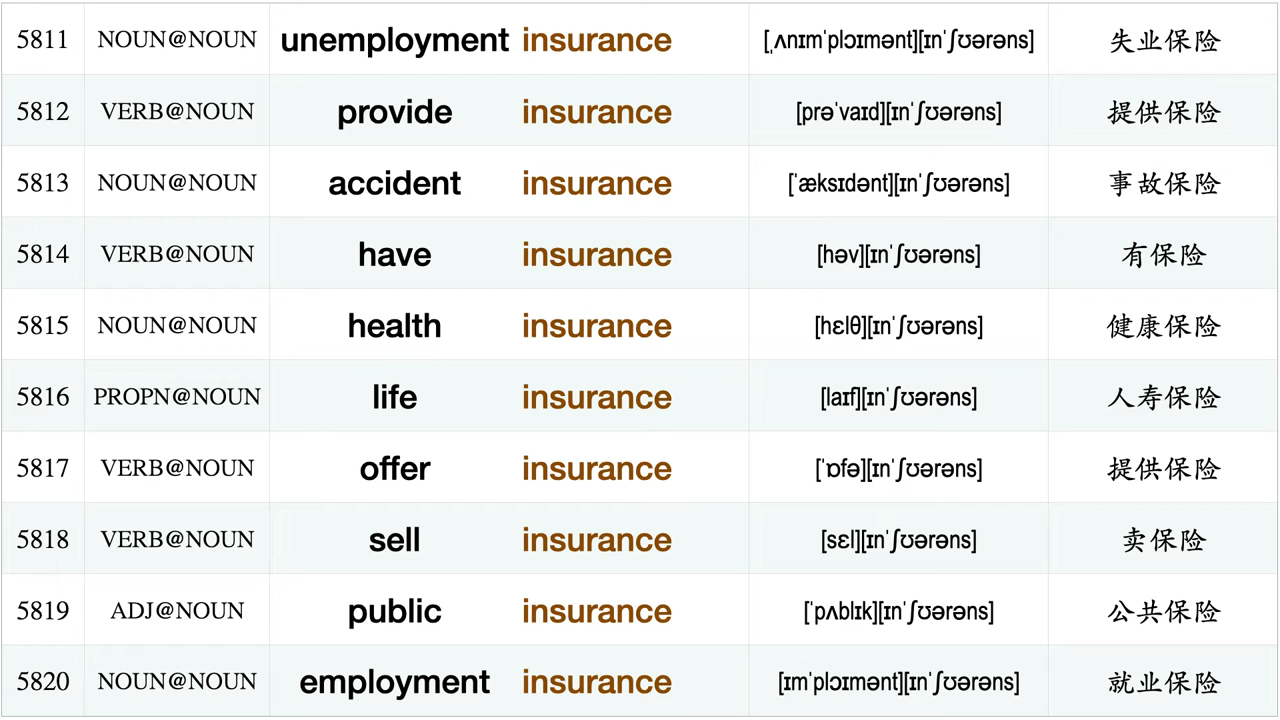 5811 NOUN@NOUN unemployment insurance [ˌʌnɪmˈplɔɪmənt][ɪnˈʃʊərəns] 失业保险
5812 VERB@NOUN provide insurance [prəˈvaɪd][ɪnˈʃʊərəns] 提供保险
5813 NOUN@NOUN accident insurance [ˈæksɪdənt][ɪnˈʃʊərəns] 事故保险
5814 VERB@NOUN have insurance [həv][ɪnˈʃʊərəns] 有保险
5815 NOUN@NOUN health insurance [hɛlθ][ɪnˈʃʊərəns] 健康保险
5816 PROPN@NOUN life insurance [laɪf][ɪnˈʃʊərəns] 人寿保险
5817 VERB@NOUN offer insurance [ˈɒfə][ɪnˈʃʊərəns] 提供保险
5818 VERB@NOUN sell insurance [sɛl][ɪnˈʃʊərəns] 卖保险
5819 ADJ@NOUN public insurance [ˈpʌblɪk][ɪnˈʃʊərəns] 公共保险
5820 NOUN@NOUN employment insurance [ɪmˈplɔɪmənt][ɪnˈʃʊərəns] 就业保险